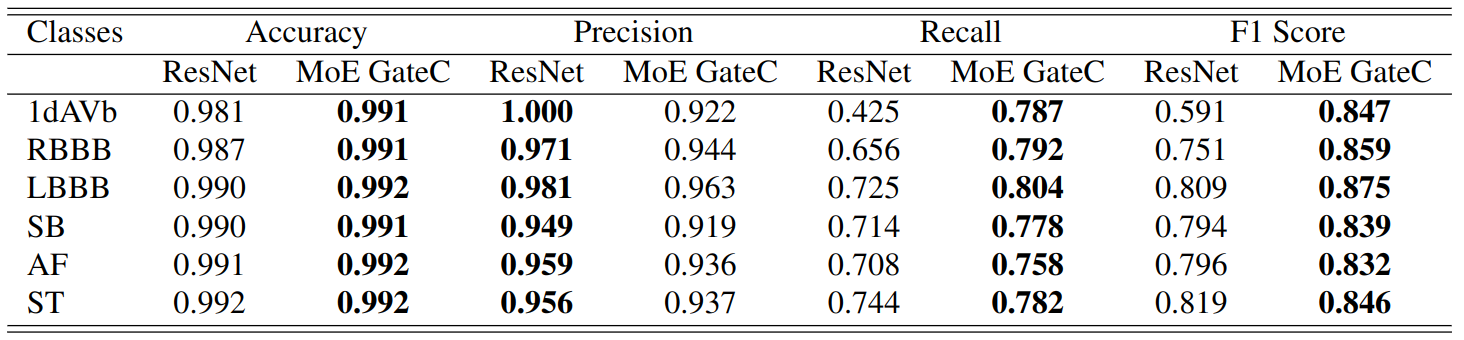 Classes Accuracy Precision Recall F1 Score
ResNet MoE GateC ResNet MoE GateC ResNet MoE GateC ResNet MoE GateC
1dAVb 0.981 0.991 1.000 0.922 0.425 0.787 0.591 0.847
RBBB 0.987 0.991 0.971 0.944 0.656 0.792 0.751 0.859
LBBB 0.990 0.992 0.981 0.963 0.725 0.804 0.809 0.875
SB 0.990 0.991 0.949 0.919 0.714 0.778 0.794 0.839
AF 0.991 0.992 0.959 0.936 0.708 0.758 0.796 0.832
ST 0.992 0.992 0.956 0.937 0.744 0.782 0.819 0.846